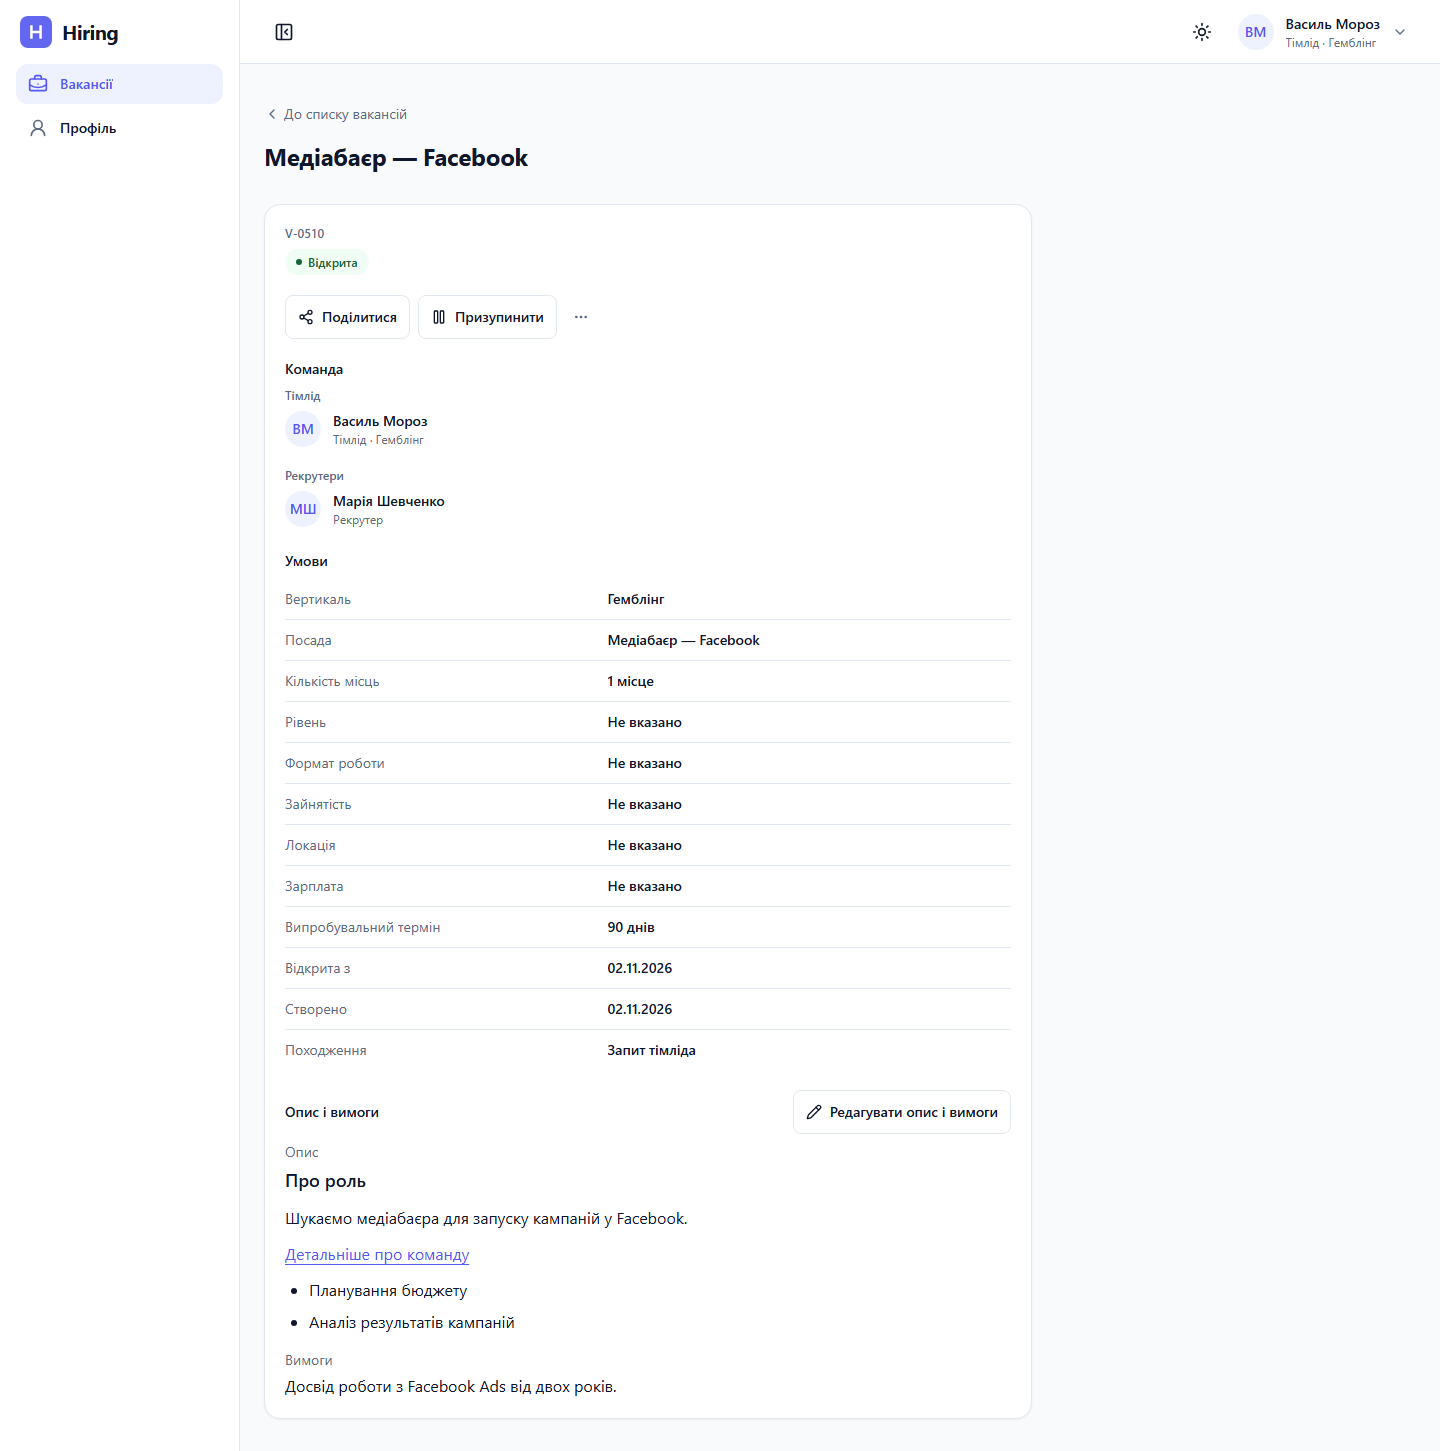 H Hiring
Вакансії
Профіль
ВМ
Василь Мороз
Тімлід · Гемблінг
До списку вакансій
Медіабаєр — Facebook
V-0510
Відкрита
Поділитися
Призупинити
Команда
Тімлід
ВМ
Василь Мороз
Тімлід · Гемблінг
Рекрутери
МШ
Марія Шевченко
Рекрутер
Умови
Вертикаль Гемблінг
Посада Медіабаєр — Facebook
Кількість місць 1 місце
Рівень Не вказано
Формат роботи Не вказано
Зайнятість Не вказано
Локація Не вказано
Зарплата Не вказано
Випробувальний термін 90 днів
Відкрита з 02.11.2026
Створено 02.11.2026
Походження Запит тімліда
Опис і вимоги Редагувати опис і вимоги
Опис
Про роль
Шукаємо медіабаєра для запуску кампаній у Facebook.
Детальніше про команду
• Планування бюджету
• Аналіз результатів кампаній
Вимоги
Досвід роботи з Facebook Ads від двох років.